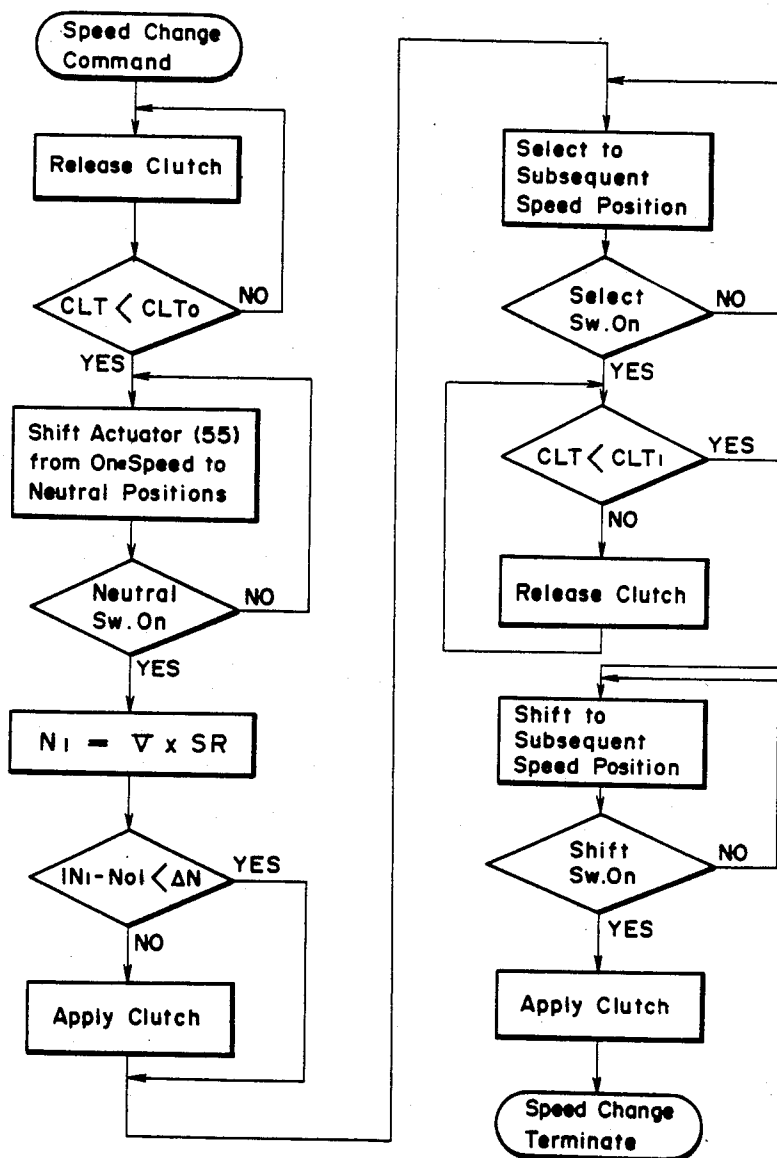 Speed Change
Command
Release Clutch
CLT < CLTo
NO
YES
Shift Actuator (55)
from OneSpeed to
Neutral Positions
Neutral
Sw.On
NO
YES
N1 = V x SR
|N1-No| < ΔN
YES
NO
Apply Clutch
Select to
Subsequent
Speed Position
Select
Sw.On
NO
YES
CLT < CLT1
YES
NO
Release Clutch
Shift to
Subsequent
Speed Position
Shift
Sw.On
NO
YES
Apply Clutch
Speed Change
Terminate